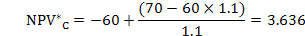 NPV*C = −60 + (70 − 60 × 1.1) / 1.1 = 3.636